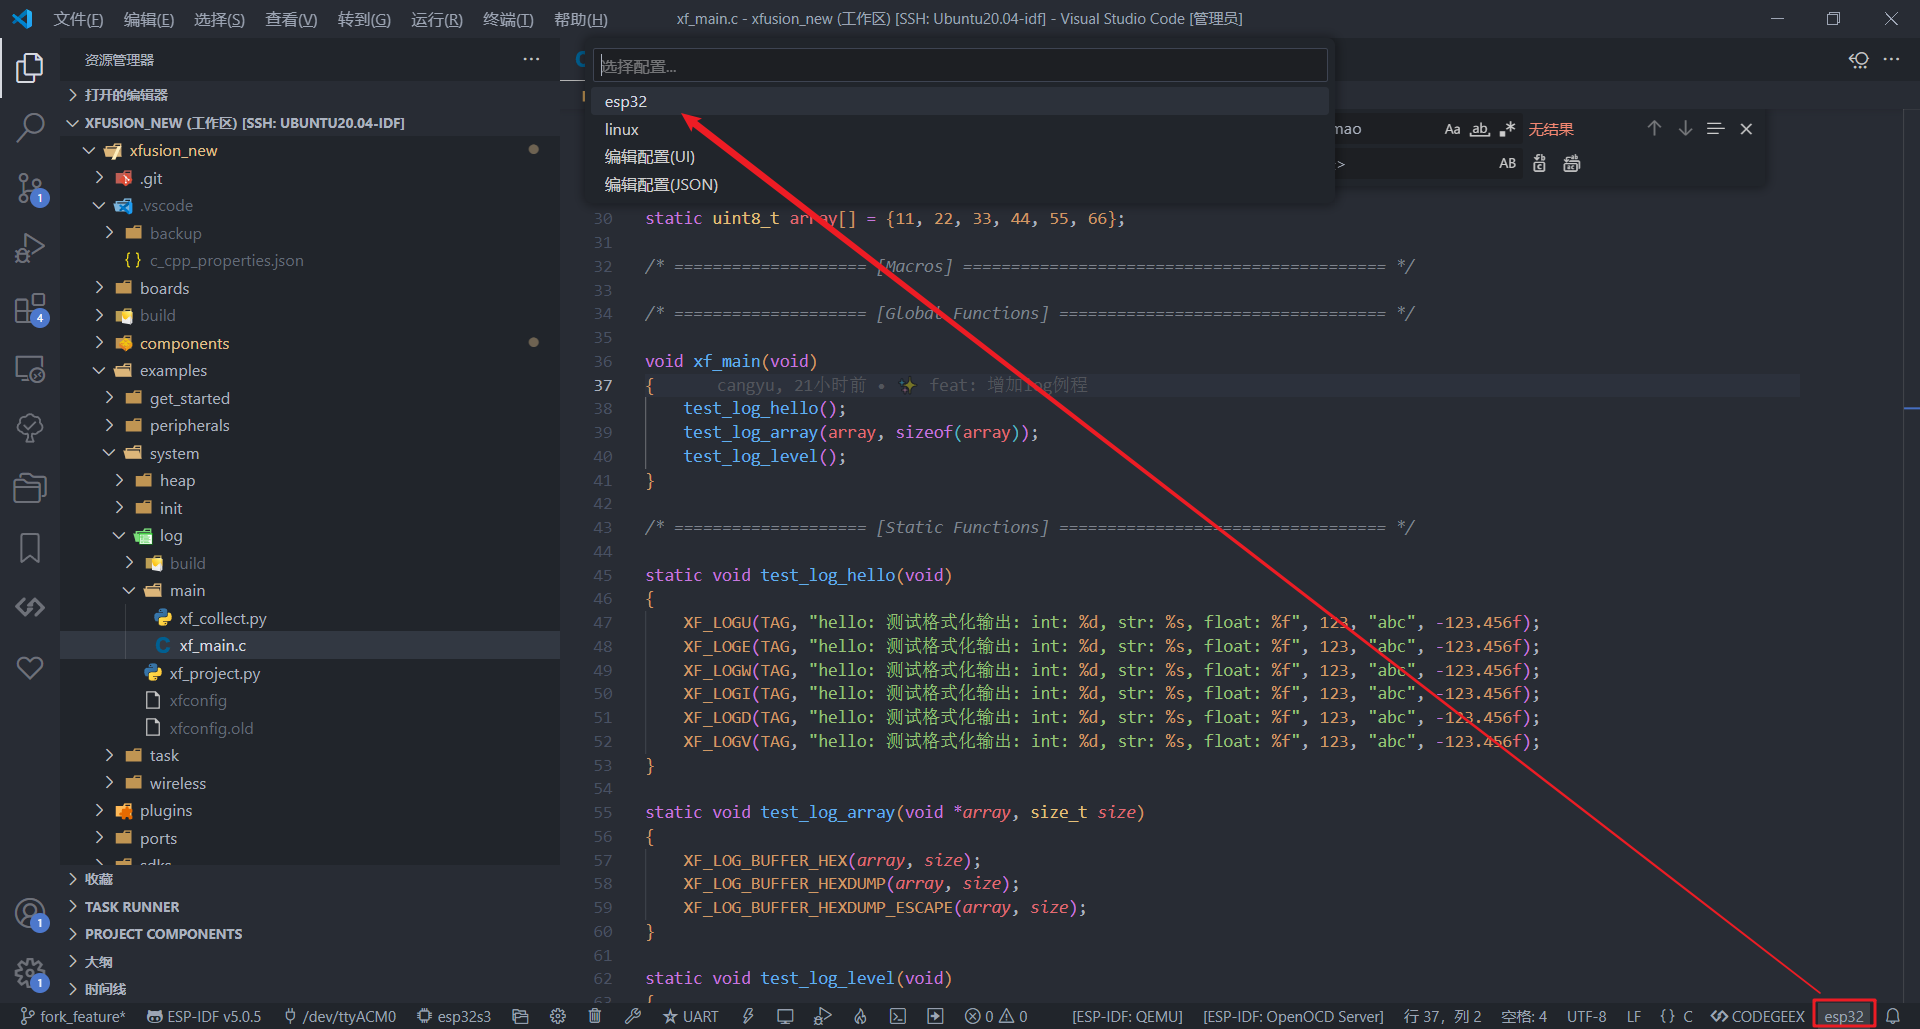 文件(F) 编辑(E) 选择(S) 查看(V) 转到(G) 运行(R) 终端(T) 帮助(H)
xf_main.c - xfusion_new (工作区) [SSH: Ubuntu20.04-idf] - Visual Studio Code [管理员]
资源管理器
打开的编辑器
XFUSION_NEW (工作区) [SSH: UBUNTU20.04-IDF]
xfusion_new
.git
.vscode
backup
c_cpp_properties.json
boards
build
components
examples
get_started
peripherals
system
heap
init
log
build
main
xf_collect.py
xf_main.c
xf_project.py
xfconfig
xfconfig.old
task
wireless
plugins
ports
sdks
收藏
TASK RUNNER
PROJECT COMPONENTS
大纲
时间线
1
4
1
1
选择配置...
esp32
linux
编辑配置(UI)
编辑配置(JSON)
mao Aa ab .* 无结果
> AB
30 static uint8_t array[] = {11, 22, 33, 44, 55, 66};
31
32 /* ==================== [Macros] ============================================ */
33
34 /* ==================== [Global Functions] ================================== */
35
36 void xf_main(void)
37 { cangyu, 21小时前 • ✨ feat: 增加log例程
38 test_log_hello();
39 test_log_array(array, sizeof(array));
40 test_log_level();
41 }
42
43 /* ==================== [Static Functions] ================================== */
44
45 static void test_log_hello(void)
46 {
47 XF_LOGU(TAG, "hello: 测试格式化输出: int: %d, str: %s, float: %f", 123, "abc", -123.456f);
48 XF_LOGE(TAG, "hello: 测试格式化输出: int: %d, str: %s, float: %f", 123, "abc", -123.456f);
49 XF_LOGW(TAG, "hello: 测试格式化输出: int: %d, str: %s, float: %f", 123, "abc", -123.456f);
50 XF_LOGI(TAG, "hello: 测试格式化输出: int: %d, str: %s, float: %f", 123, "abc", -123.456f);
51 XF_LOGD(TAG, "hello: 测试格式化输出: int: %d, str: %s, float: %f", 123, "abc", -123.456f);
52 XF_LOGV(TAG, "hello: 测试格式化输出: int: %d, str: %s, float: %f", 123, "abc", -123.456f);
53 }
54
55 static void test_log_array(void *array, size_t size)
56 {
57 XF_LOG_BUFFER_HEX(array, size);
58 XF_LOG_BUFFER_HEXDUMP(array, size);
59 XF_LOG_BUFFER_HEXDUMP_ESCAPE(array, size);
60 }
61
62 static void test_log_level(void)
63 {
fork_feature* ESP-IDF v5.0.5 /dev/ttyACM0 esp32s3 UART 0 0 [ESP-IDF: QEMU] [ESP-IDF: OpenOCD Server] 行 37, 列 2 空格: 4 UTF-8 LF {} C CODEGEEX esp32